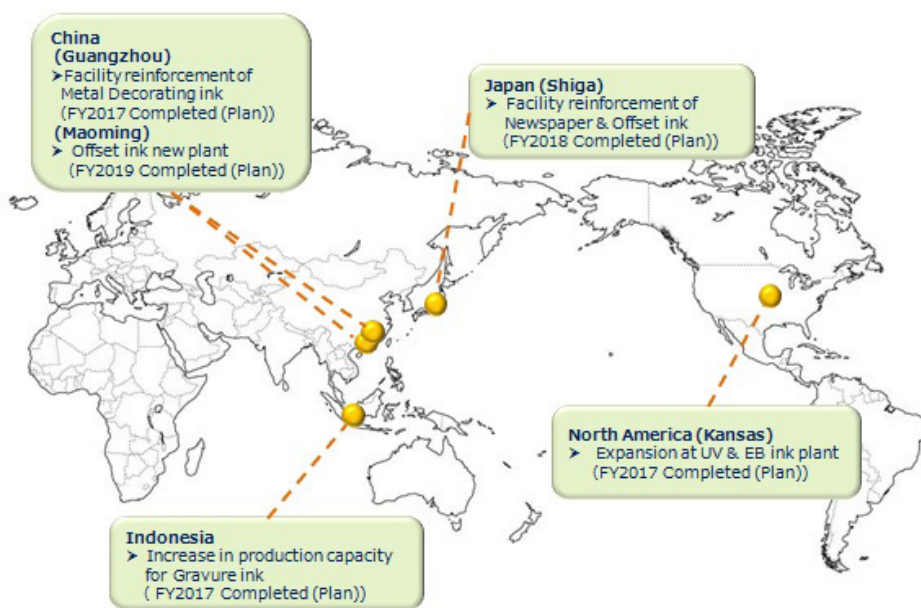 China
(Guangzhou)
➢Facility reinforcement of
Metal Decorating ink
(FY2017 Completed (Plan))
(Maoming)
➢ Offset ink new plant
(FY2019 Completed (Plan))
Japan (Shiga)
➢ Facility reinforcement of
Newspaper & Offset ink
(FY2018 Completed (Plan))
North America (Kansas)
➢ Expansion at UV & EB ink plant
(FY2017 Completed (Plan))
Indonesia
➢ Increase in production capacity
for Gravure ink
( FY2017 Completed (Plan))